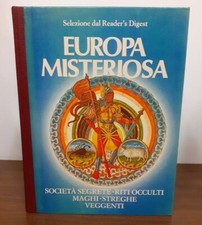 Selezione dal Reader's Digest
EUROPA
MISTERIOSA
SOCIETÀ SEGRETE·RITI OCCULTI
MAGHI·STREGHE
VEGGENTI